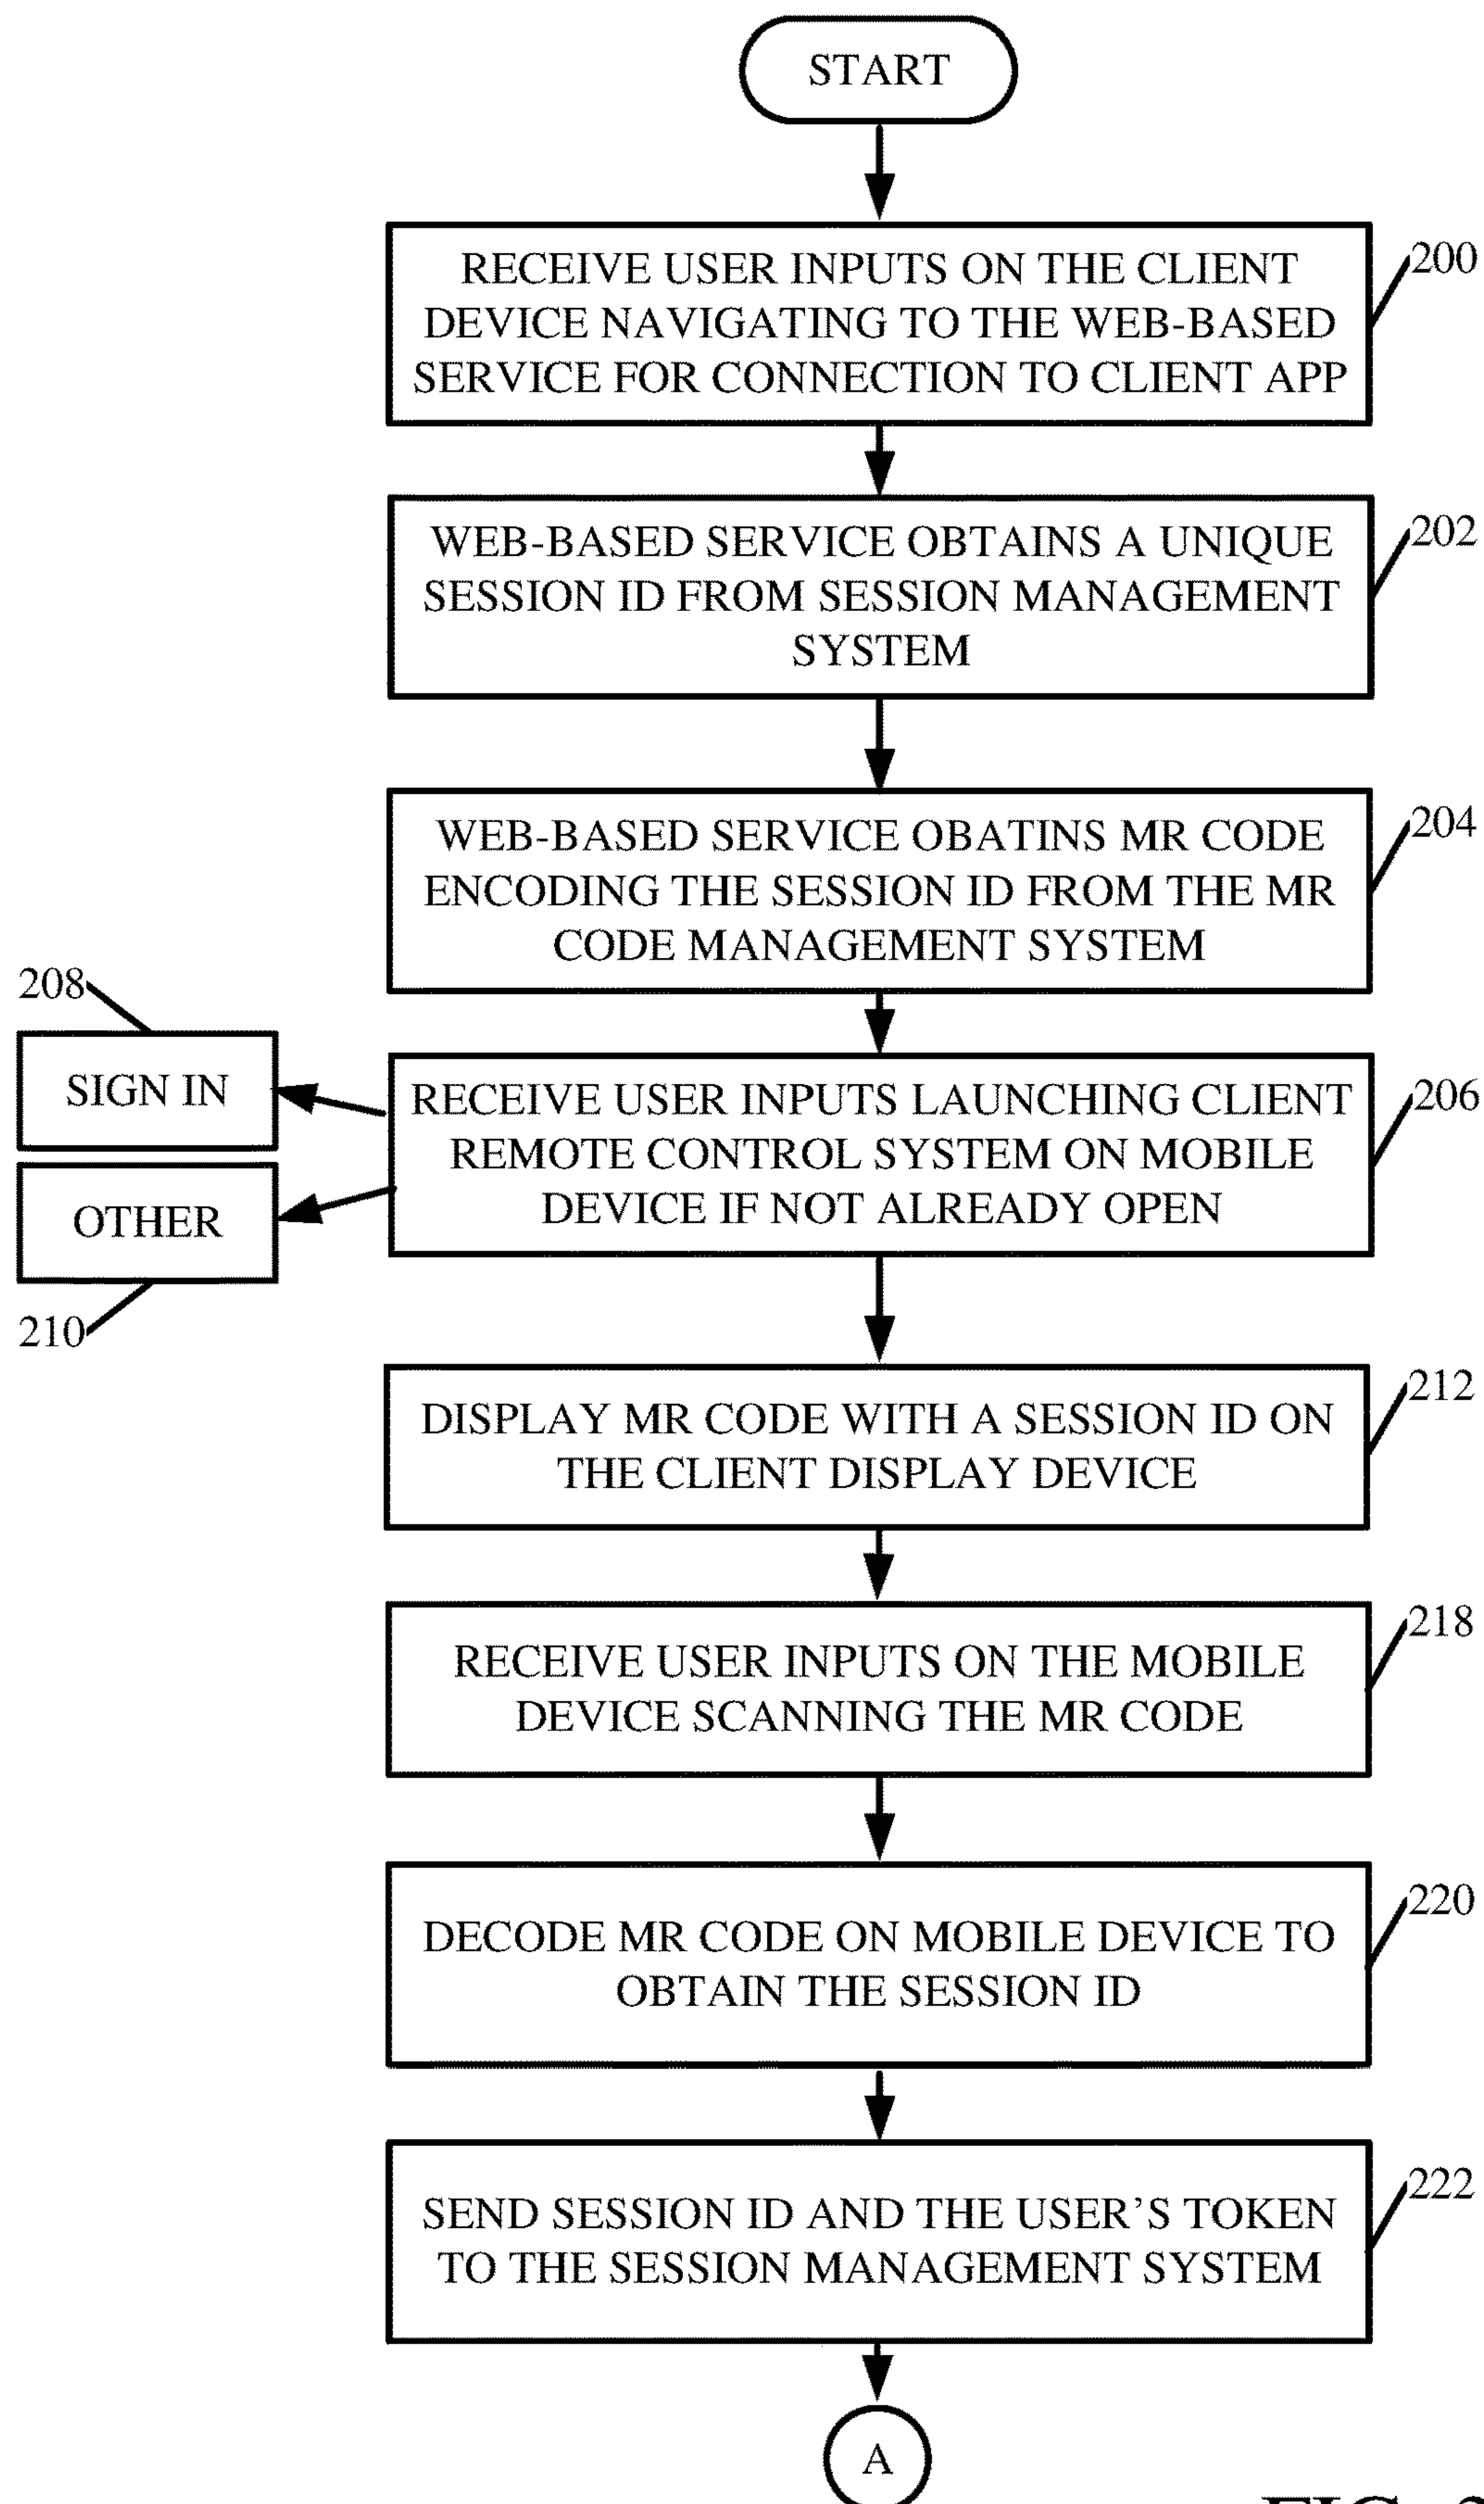 START
RECEIVE USER INPUTS ON THE CLIENT
DEVICE NAVIGATING TO THE WEB-BASED
SERVICE FOR CONNECTION TO CLIENT APP
200
WEB-BASED SERVICE OBTAINS A UNIQUE
SESSION ID FROM SESSION MANAGEMENT
SYSTEM
202
WEB-BASED SERVICE OBATINS MR CODE
ENCODING THE SESSION ID FROM THE MR
CODE MANAGEMENT SYSTEM
204
208
SIGN IN
RECEIVE USER INPUTS LAUNCHING CLIENT
REMOTE CONTROL SYSTEM ON MOBILE
DEVICE IF NOT ALREADY OPEN
206
OTHER
210
DISPLAY MR CODE WITH A SESSION ID ON
THE CLIENT DISPLAY DEVICE
212
RECEIVE USER INPUTS ON THE MOBILE
DEVICE SCANNING THE MR CODE
218
DECODE MR CODE ON MOBILE DEVICE TO
OBTAIN THE SESSION ID
220
SEND SESSION ID AND THE USER'S TOKEN
TO THE SESSION MANAGEMENT SYSTEM
222
A